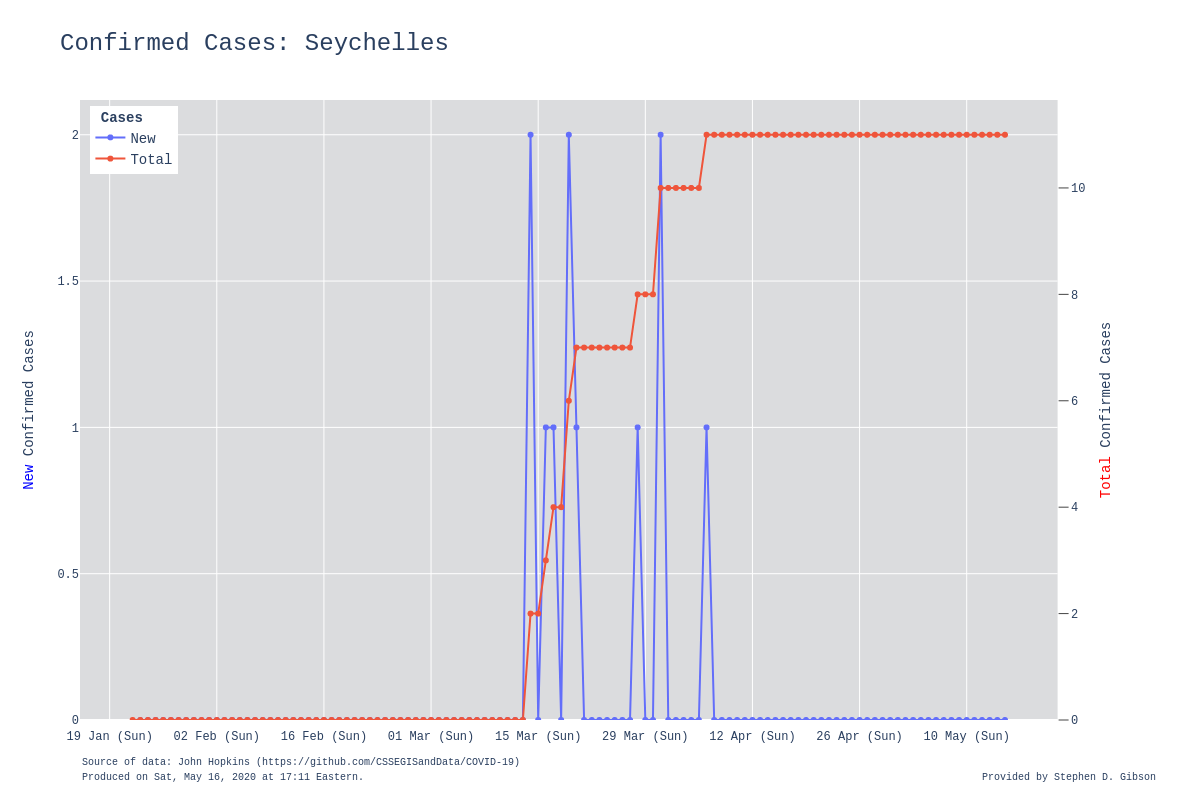 Confirmed Cases: Seychelles
Cases
New
Total
2
1.5
1
0.5
0
10
8
6
4
2
0
New Confirmed Cases
Total Confirmed Cases
19 Jan (Sun)
02 Feb (Sun)
16 Feb (Sun)
01 Mar (Sun)
15 Mar (Sun)
29 Mar (Sun)
12 Apr (Sun)
26 Apr (Sun)
10 May (Sun)
Source of data: John Hopkins (https://github.com/CSSEGISandData/COVID-19)
Produced on Sat, May 16, 2020 at 17:11 Eastern.
Provided by Stephen D. Gibson